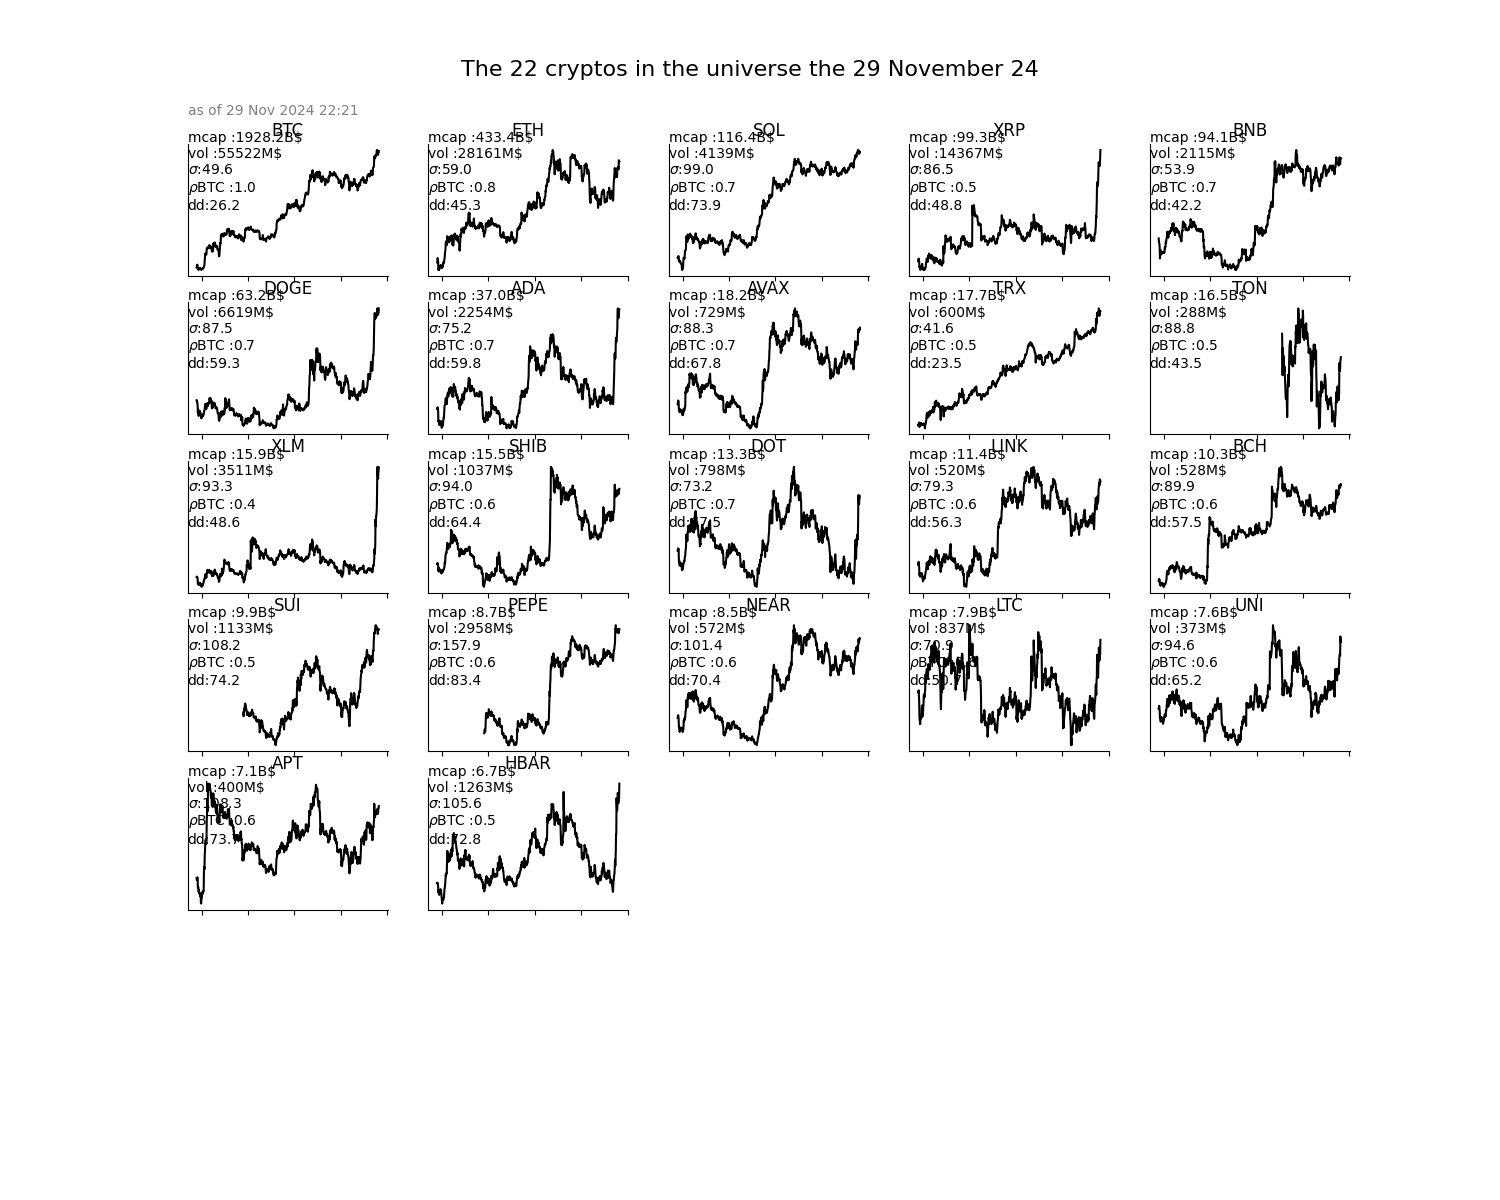 The 22 cryptos in the universe the 29 November 24
as of 29 Nov 2024 22:21
BTC
mcap :1928.2B$
vol :55522M$
σ:49.6
ρBTC :1.0
dd:26.2
ETH
mcap :433.4B$
vol :28161M$
σ:59.0
ρBTC :0.8
dd:45.3
SOL
mcap :116.4B$
vol :4139M$
σ:99.0
ρBTC :0.7
dd:73.9
XRP
mcap :99.3B$
vol :14367M$
σ:86.5
ρBTC :0.5
dd:48.8
BNB
mcap :94.1B$
vol :2115M$
σ:53.9
ρBTC :0.7
dd:42.2
DOGE
mcap :63.2B$
vol :6619M$
σ:87.5
ρBTC :0.7
dd:59.3
ADA
mcap :37.0B$
vol :2254M$
σ:75.2
ρBTC :0.7
dd:59.8
AVAX
mcap :18.2B$
vol :729M$
σ:88.3
ρBTC :0.7
dd:67.8
TRX
mcap :17.7B$
vol :600M$
σ:41.6
ρBTC :0.5
dd:23.5
TON
mcap :16.5B$
vol :288M$
σ:88.8
ρBTC :0.5
dd:43.5
XLM
mcap :15.9B$
vol :3511M$
σ:93.3
ρBTC :0.4
dd:48.6
SHIB
mcap :15.5B$
vol :1037M$
σ:94.0
ρBTC :0.6
dd:64.4
DOT
mcap :13.3B$
vol :798M$
σ:73.2
ρBTC :0.7
LINK
mcap :11.4B$
vol :520M$
σ:79.3
ρBTC :0.6
dd:56.3
BCH
mcap :10.3B$
vol :528M$
σ:89.9
ρBTC :0.6
dd:57.5
SUI
mcap :9.9B$
vol :1133M$
σ:108.2
ρBTC :0.5
dd:74.2
PEPE
mcap :8.7B$
vol :2958M$
σ:157.9
ρBTC :0.6
dd:83.4
NEAR
mcap :8.5B$
vol :572M$
σ:101.4
ρBTC :0.6
dd:70.4
LTC
mcap :7.9B$
vol :837M$
dd:50.7
UNI
mcap :7.6B$
vol :373M$
σ:94.6
ρBTC :0.6
dd:65.2
APT
mcap :7.1B$
vol :400M$
σ:108.3
ρBTC :0.6
HBAR
mcap :6.7B$
vol :1263M$
σ:105.6
ρBTC :0.5
dd:72.8